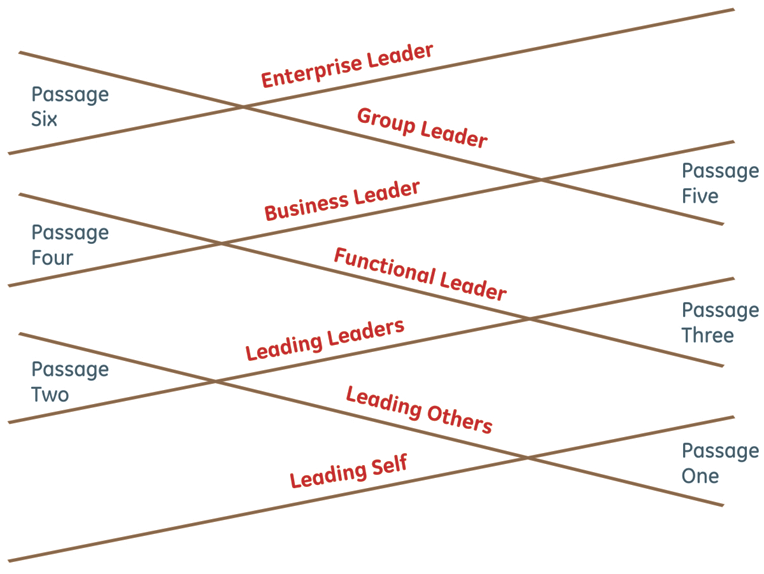 Enterprise Leader
Passage
Six
Group Leader
Passage
Five
Business Leader
Passage
Four
Functional Leader
Passage
Three
Leading Leaders
Passage
Two
Leading Others
Passage
One
Leading Self